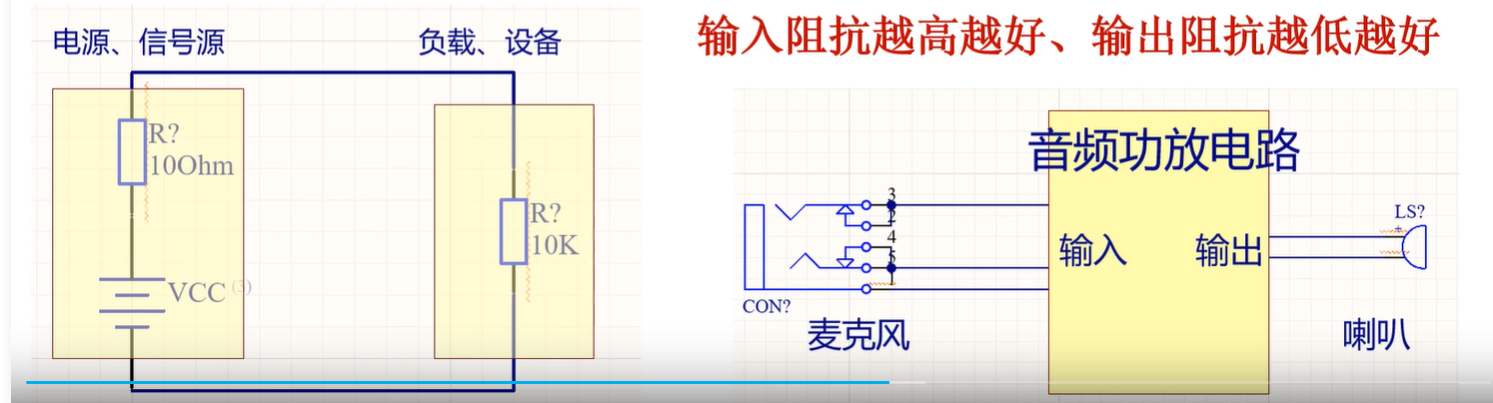 电源、信号源
负载、设备
输入阻抗越高越好、输出阻抗越低越好
R?
10Ohm
R?
10K
VCC (3)
音频功放电路
3
2
4
5
1
输入
输出
LS?
+
CON?
麦克风
喇叭